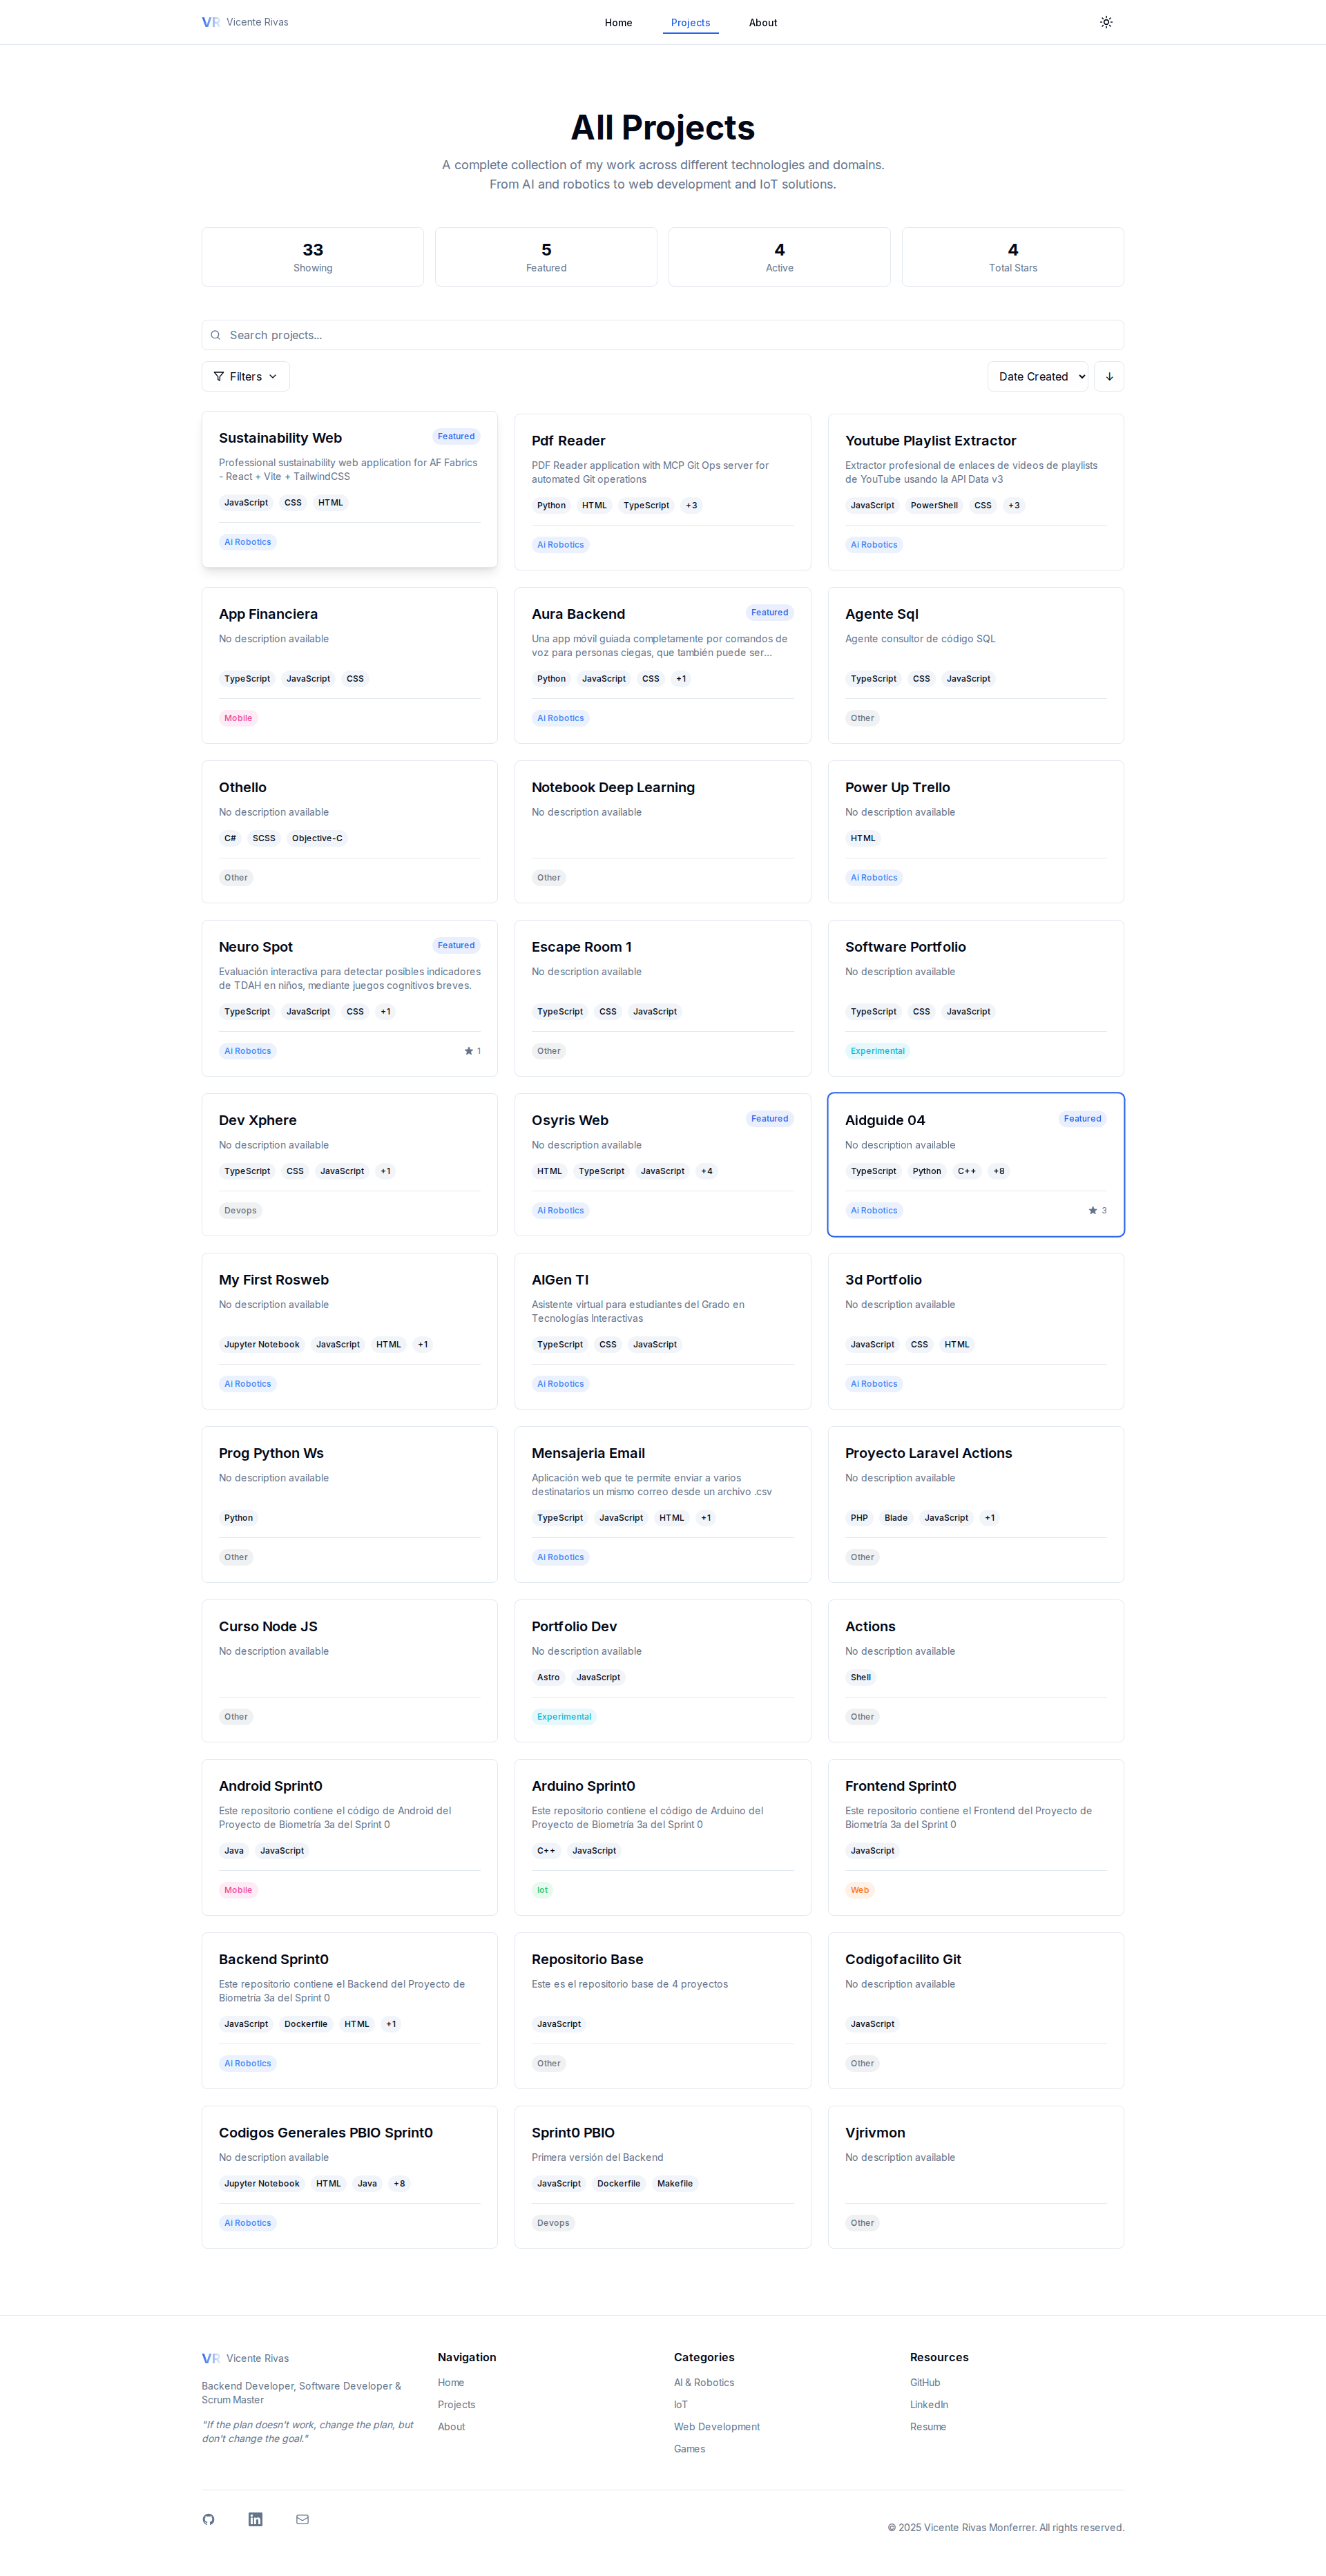 VR Vicente Rivas
Home Projects About
All Projects
A complete collection of my work across different technologies and domains.
From AI and robotics to web development and IoT solutions.
33 5 4 4
Showing Featured Active Total Stars
Search projects...
Filters Date Created
Sustainability Web Featured
Professional sustainability web application for AF Fabrics
- React + Vite + TailwindCSS
JavaScript CSS HTML
Ai Robotics
Pdf Reader
PDF Reader application with MCP Git Ops server for
automated Git operations
Python HTML TypeScript +3
Ai Robotics
Youtube Playlist Extractor
Extractor profesional de enlaces de videos de playlists
de YouTube usando la API Data v3
JavaScript PowerShell CSS +3
Ai Robotics
App Financiera
No description available
TypeScript JavaScript CSS
Mobile
Aura Backend Featured
Una app móvil guiada completamente por comandos de
voz para personas ciegas, que también puede ser...
Python JavaScript CSS +1
Ai Robotics
Agente Sql
Agente consultor de código SQL
TypeScript CSS JavaScript
Other
Othello
No description available
C# SCSS Objective-C
Other
Notebook Deep Learning
No description available
Other
Power Up Trello
No description available
HTML
Ai Robotics
Neuro Spot Featured
Evaluación interactiva para detectar posibles indicadores
de TDAH en niños, mediante juegos cognitivos breves.
TypeScript JavaScript CSS +1
Ai Robotics 1
Escape Room 1
No description available
TypeScript CSS JavaScript
Other
Software Portfolio
No description available
TypeScript CSS JavaScript
Experimental
Dev Xphere
No description available
TypeScript CSS JavaScript +1
Devops
Osyris Web Featured
No description available
HTML TypeScript JavaScript +4
Ai Robotics
Aidguide 04 Featured
No description available
TypeScript Python C++ +8
Ai Robotics 3
My First Rosweb
No description available
Jupyter Notebook JavaScript HTML +1
Ai Robotics
AIGen TI
Asistente virtual para estudiantes del Grado en
Tecnologías Interactivas
TypeScript CSS JavaScript
Ai Robotics
3d Portfolio
No description available
JavaScript CSS HTML
Ai Robotics
Prog Python Ws
No description available
Python
Other
Mensajeria Email
Aplicación web que te permite enviar a varios
destinatarios un mismo correo desde un archivo .csv
TypeScript JavaScript HTML +1
Ai Robotics
Proyecto Laravel Actions
No description available
PHP Blade JavaScript +1
Other
Curso Node JS
No description available
Other
Portfolio Dev
No description available
Astro JavaScript
Experimental
Actions
No description available
Shell
Other
Android Sprint0
Este repositorio contiene el código de Android del
Proyecto de Biometría 3a del Sprint 0
Java JavaScript
Mobile
Arduino Sprint0
Este repositorio contiene el código de Arduino del
Proyecto de Biometría 3a del Sprint 0
C++ JavaScript
Iot
Frontend Sprint0
Este repositorio contiene el Frontend del Proyecto de
Biometría 3a del Sprint 0
JavaScript
Web
Backend Sprint0
Este repositorio contiene el Backend del Proyecto de
Biometría 3a del Sprint 0
JavaScript Dockerfile HTML +1
Ai Robotics
Repositorio Base
Este es el repositorio base de 4 proyectos
JavaScript
Other
Codigofacilito Git
No description available
JavaScript
Other
Codigos Generales PBIO Sprint0
No description available
Jupyter Notebook HTML Java +8
Ai Robotics
Sprint0 PBIO
Primera versión del Backend
JavaScript Dockerfile Makefile
Devops
Vjrivmon
No description available
Other
VR Vicente Rivas
Backend Developer, Software Developer &
Scrum Master
"If the plan doesn't work, change the plan, but
don't change the goal."
Navigation
Home
Projects
About
Categories
AI & Robotics
IoT
Web Development
Games
Resources
GitHub
LinkedIn
Resume
© 2025 Vicente Rivas Monferrer. All rights reserved.